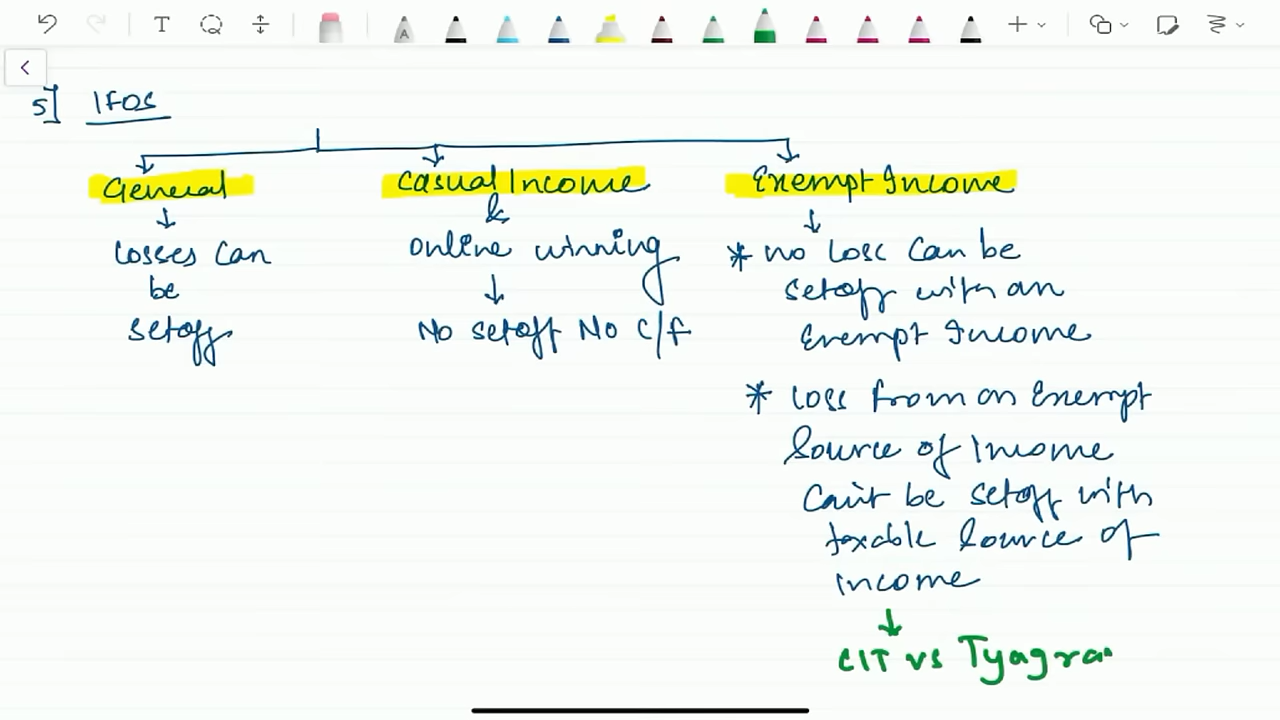 5] IFOS
General
↓
Losses Can
be
Setoff
Casual Income
&
Online winning
↓
No setoff No C/f
Exempt Income
↓
* no Loss Can be
setoff with an
Exempt Income
* Loss from an Exempt
Source of Income
Can't be setoff with
taxable Source of
income
↓
CIT vs Tyagra